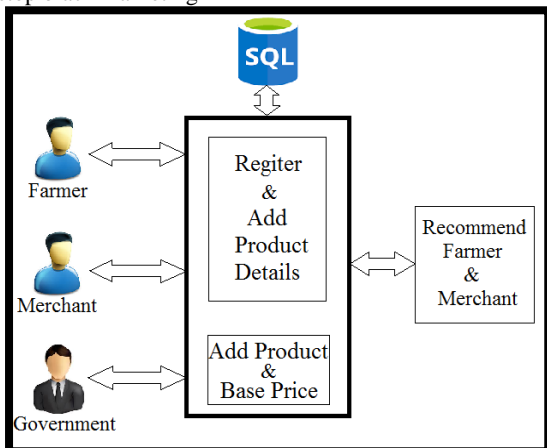 SQL
Farmer
Regiter
&
Add
Product
Details
Recommend
Farmer
&
Merchant
Merchant
Add Product
&
Base Price
Government